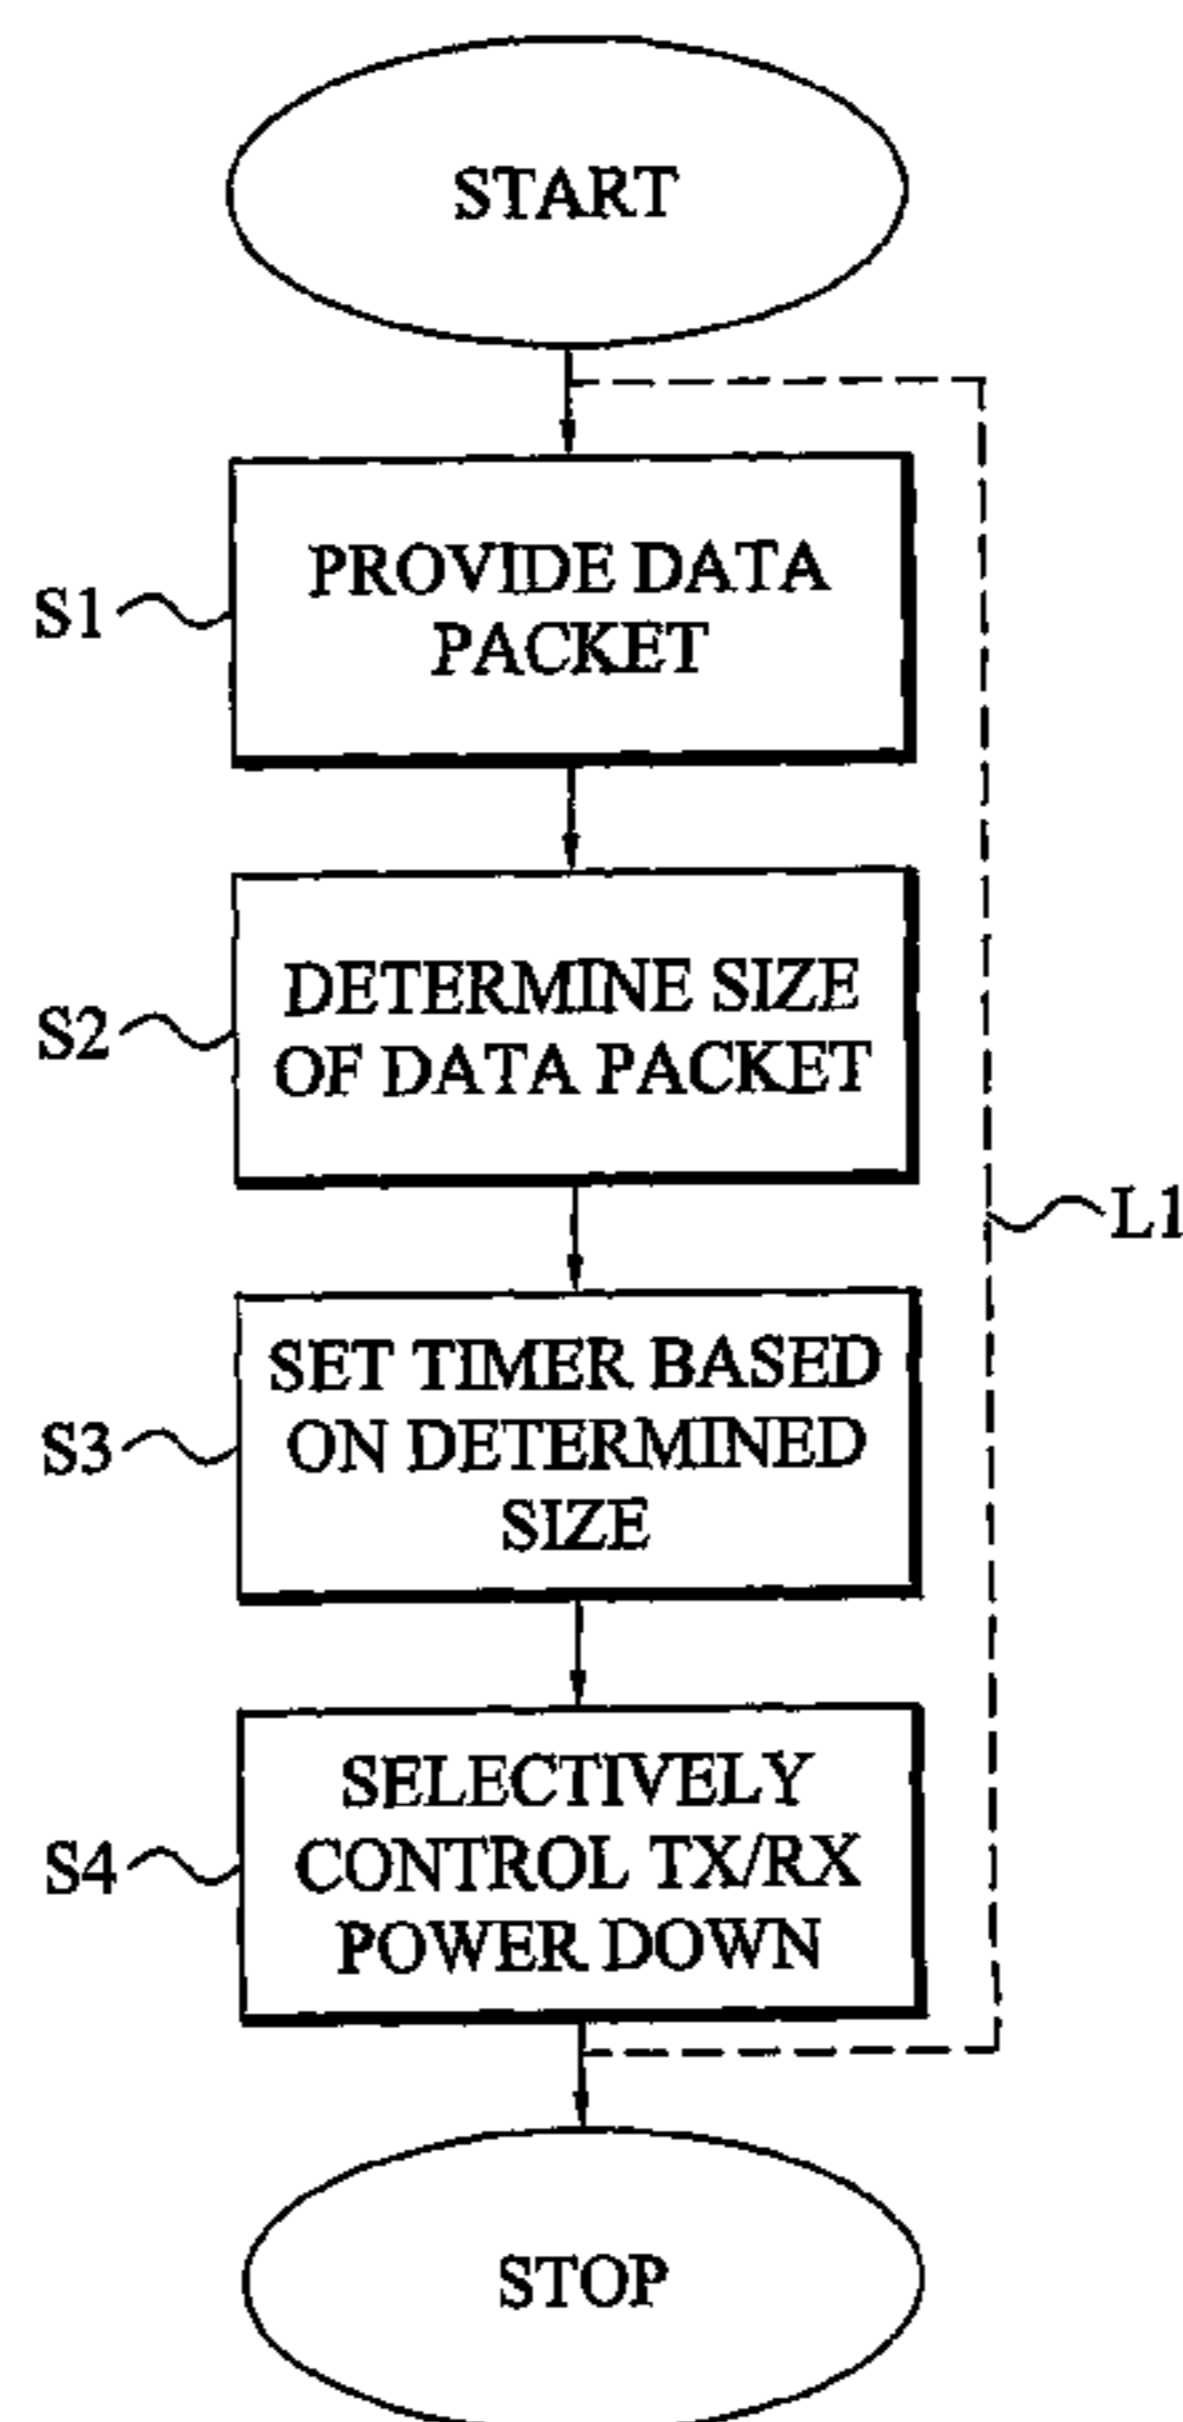 START
S1
PROVIDE DATA
PACKET
S2
DETERMINE SIZE
OF DATA PACKET
L1
S3
SET TIMER BASED
ON DETERMINED
SIZE
S4
SELECTIVELY
CONTROL TX/RX
POWER DOWN
STOP